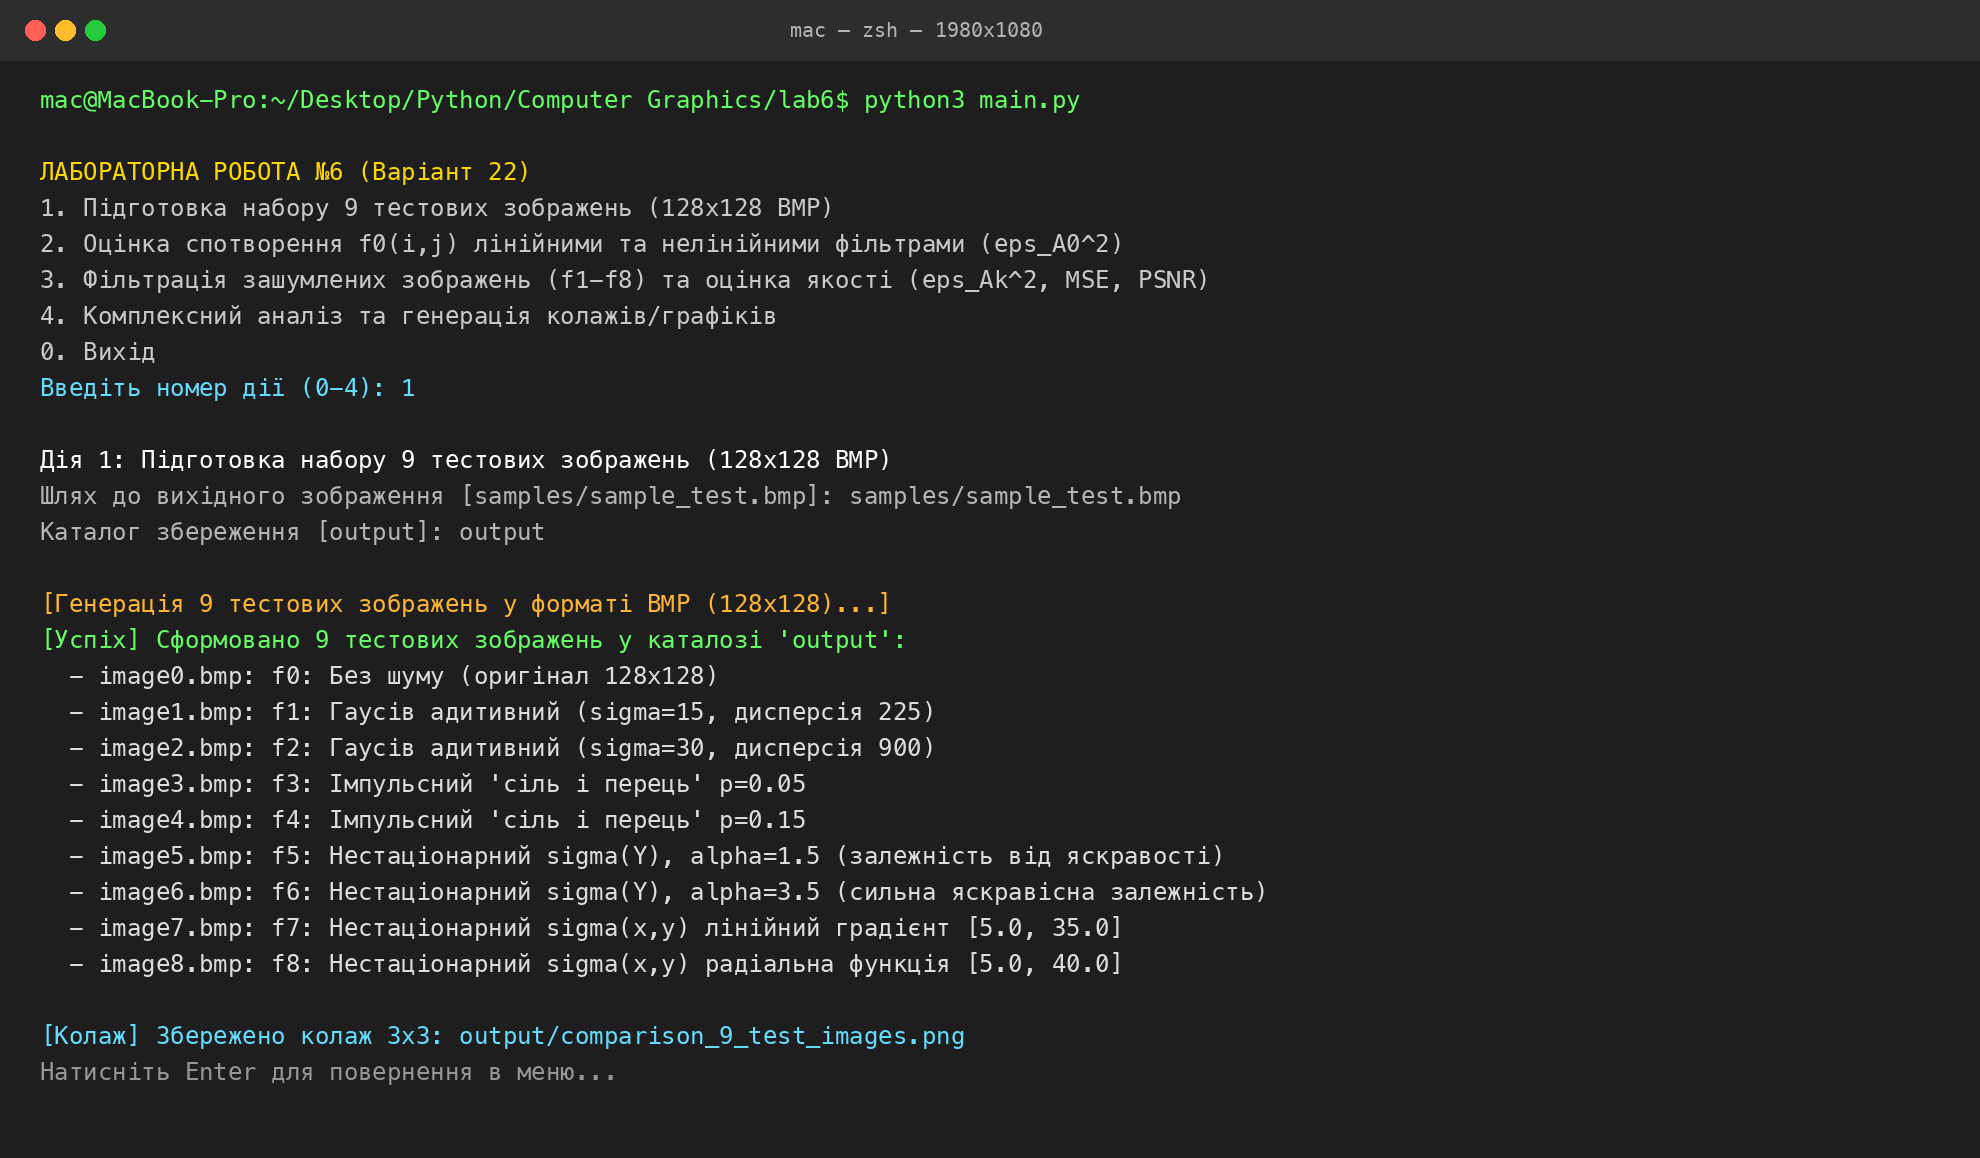 mac — zsh — 1980x1080
mac@MacBook-Pro:~/Desktop/Python/Computer Graphics/lab6$ python3 main.py
ЛАБОРАТОРНА РОБОТА №6 (Варіант 22)
1. Підготовка набору 9 тестових зображень (128x128 BMP)
2. Оцінка спотворення f0(i,j) лінійними та нелінійними фільтрами (eps_A0^2)
3. Фільтрація зашумлених зображень (f1-f8) та оцінка якості (eps_Ak^2, MSE, PSNR)
4. Комплексний аналіз та генерація колажів/графіків
0. Вихід
Введіть номер дії (0-4): 1
Дія 1: Підготовка набору 9 тестових зображень (128x128 BMP)
Шлях до вихідного зображення [samples/sample_test.bmp]: samples/sample_test.bmp
Каталог збереження [output]: output
[Генерація 9 тестових зображень у форматі BMP (128x128)...]
[Успіх] Сформовано 9 тестових зображень у каталозі 'output':
- image0.bmp: f0: Без шуму (оригінал 128x128)
- image1.bmp: f1: Гаусів адитивний (sigma=15, дисперсія 225)
- image2.bmp: f2: Гаусів адитивний (sigma=30, дисперсія 900)
- image3.bmp: f3: Імпульсний 'сіль і перець' p=0.05
- image4.bmp: f4: Імпульсний 'сіль і перець' p=0.15
- image5.bmp: f5: Нестаціонарний sigma(Y), alpha=1.5 (залежність від яскравості)
- image6.bmp: f6: Нестаціонарний sigma(Y), alpha=3.5 (сильна яскравісна залежність)
- image7.bmp: f7: Нестаціонарний sigma(x,y) лінійний градієнт [5.0, 35.0]
- image8.bmp: f8: Нестаціонарний sigma(x,y) радіальна функція [5.0, 40.0]
[Колаж] Збережено колаж 3x3: output/comparison_9_test_images.png
Натисніть Enter для повернення в меню...